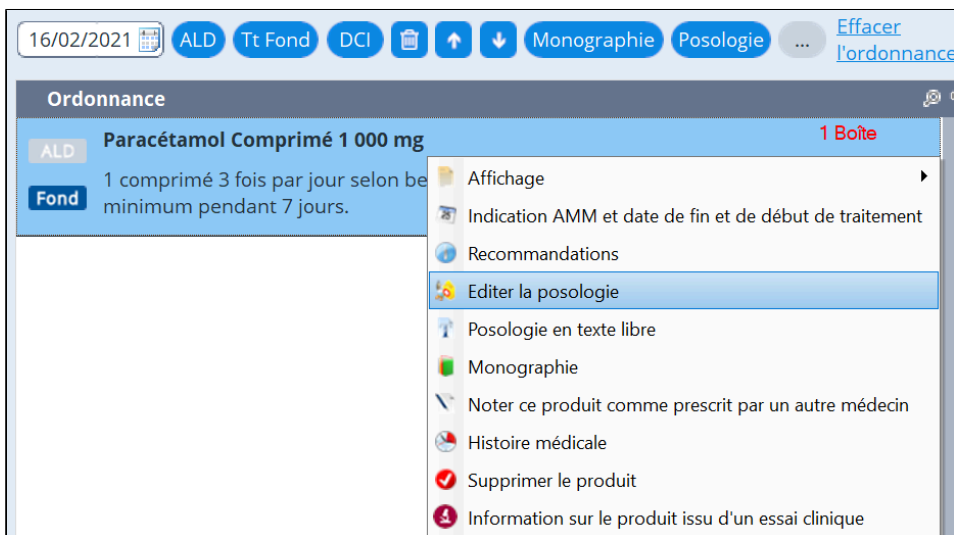 16/02/2021 ALD Tt Fond DCI Monographie Posologie ... Effacer
l'ordonnance
Ordonnance
Paracétamol Comprimé 1 000 mg 1 Boîte
ALD
1 comprimé 3 fois par jour selon be
Fond
minimum pendant 7 jours.
Affichage
Indication AMM et date de fin et de début de traitement
Recommandations
Editer la posologie
Posologie en texte libre
Monographie
Noter ce produit comme prescrit par un autre médecin
Histoire médicale
Supprimer le produit
Information sur le produit issu d'un essai clinique